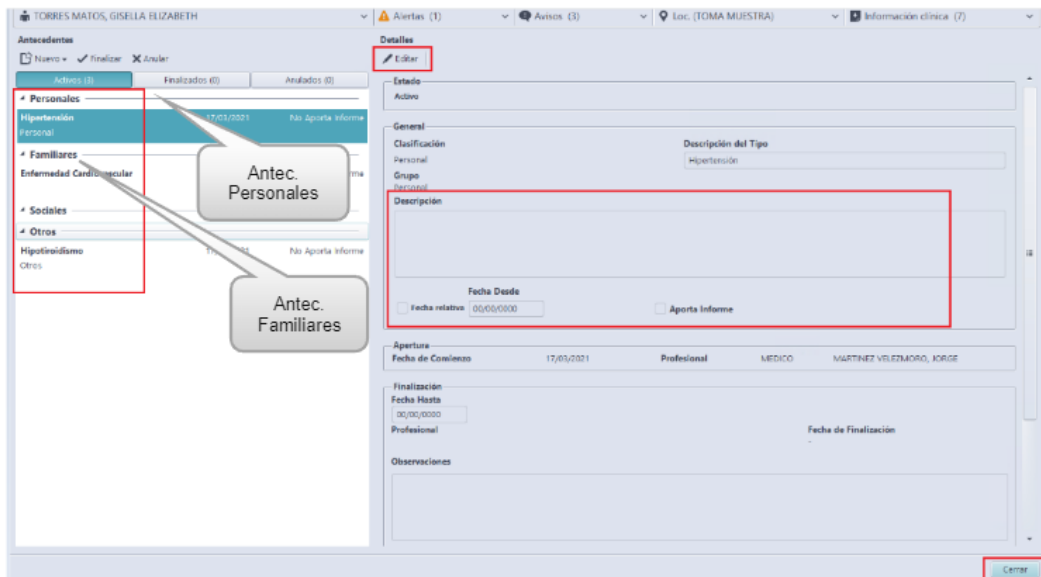 TORRES MATOS, GISELLA ELIZABETH
Alertas (1)
Avisos (3)
Loc. (TOMA MUESTRA)
Información clínica (7)
Antecedentes
Nuevo Finalizar Anular
Activos (3) Finalizados (0) Anulados (0)
Personales
Hipertensión 17/03/2021 No Aporta Informe
Personal
Familiares
Enfermedad Cardiovascular
Sociales
Otros
Hipotiroidismo No Aporta Informe
Otros
Antec.
Personales
Antec.
Familiares
Detalles
Editar
Estado
Activo
General
Clasificación Descripción del Tipo
Personal Hipertensión
Grupo
Personal
Descripción
Fecha Desde
Fecha relativa 00/00/0000 Aporta Informe
Apertura
Fecha de Comienzo 17/03/2021 Profesional MEDICO MARTINEZ VELEZMORO, JORGE
Finalización
Fecha Hasta
00/00/0000
Profesional Fecha de Finalización
-
Observaciones
Cerrar